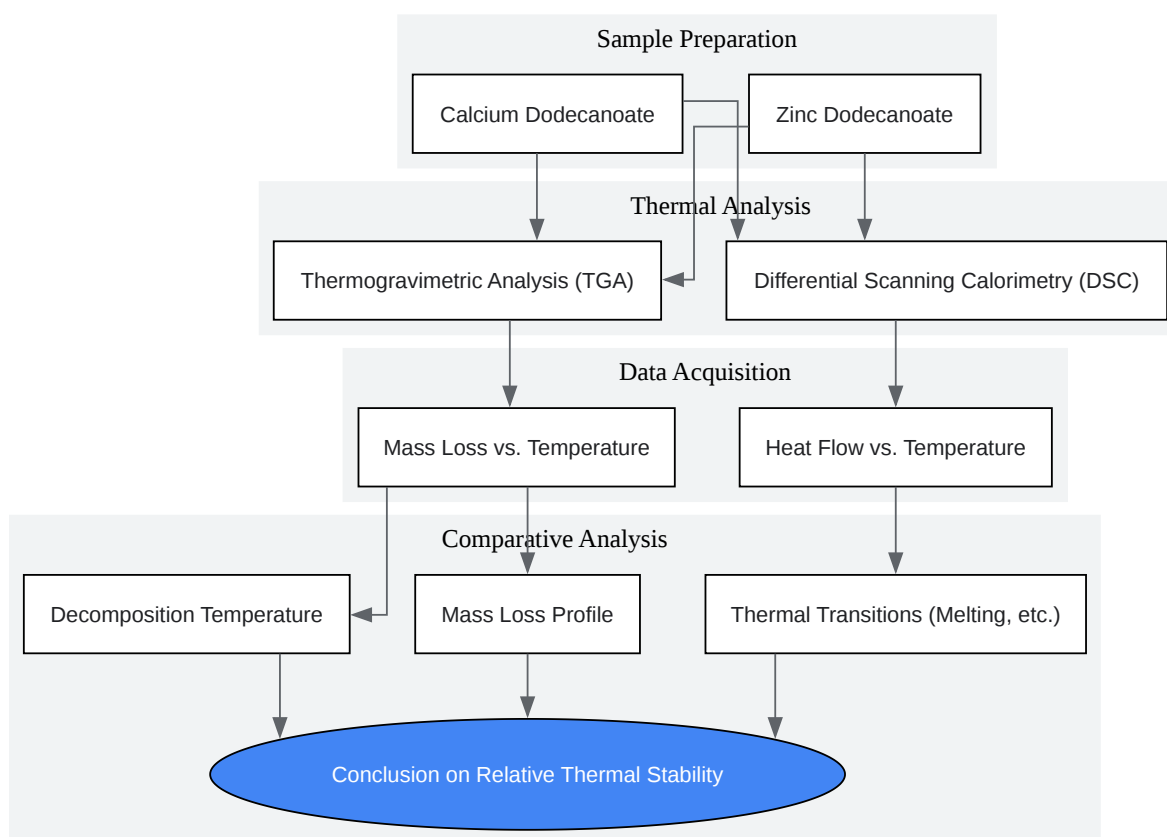 Sample Preparation
Calcium Dodecanoate
Zinc Dodecanoate
Thermal Analysis
Thermogravimetric Analysis (TGA)
Differential Scanning Calorimetry (DSC)
Data Acquisition
Mass Loss vs. Temperature
Heat Flow vs. Temperature
Comparative Analysis
Decomposition Temperature
Mass Loss Profile
Thermal Transitions (Melting, etc.)
Conclusion on Relative Thermal Stability